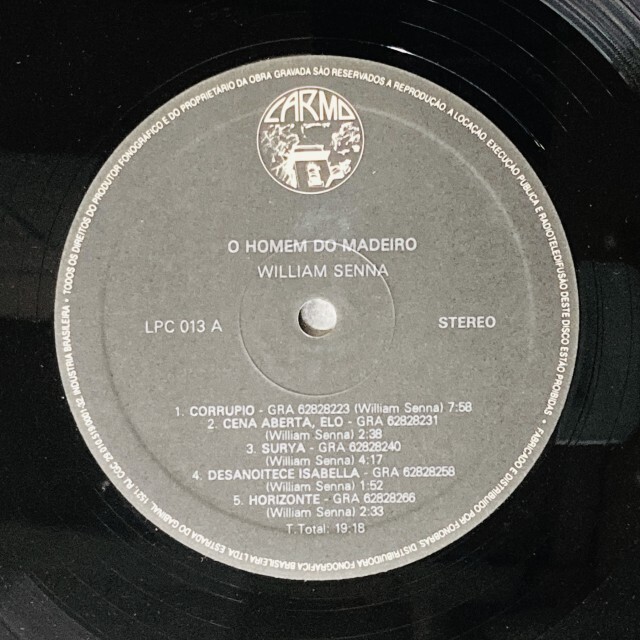 TODOS OS DIREITOS DO PRODUTOR FONOGRÁFICO E DO PROPRIETÁRIO DA OBRA GRAVADA SÃO RESERVADOS A REPRODUÇÃO, A LOCAÇÃO, EXECUÇÃO PÚBLICA E RADIOTELEDIFUSÃO DESTE DISCO ESTÃO PROIBIDAS
CARMO
O HOMEM DO MADEIRO
WILLIAM SENNA
LPC 013 A
STEREO
1. CORRUPIO - GRA 62828223 (William Senna) 7:58
2. CENA ABERTA, ELO - GRA 62828231
(William Senna) 2:38
3. SURYA - GRA 62828240
(William Senna) 4:17
4. DESANOITECE ISABELLA - GRA 62828258
(William Senna) 1:52
5. HORIZONTE - GRA 62828266
(William Senna) 2:33
T.Total: 19:18
FABRICADO E DISTRIBUIDO POR FONOBRAS, DISTRIBUIDORA FONOGRÁFICA BRASILEIRA LTDA. ESTRADA DO GABINAL, 1521, RJ, CGC INDÚSTRIA BRASILEIRA